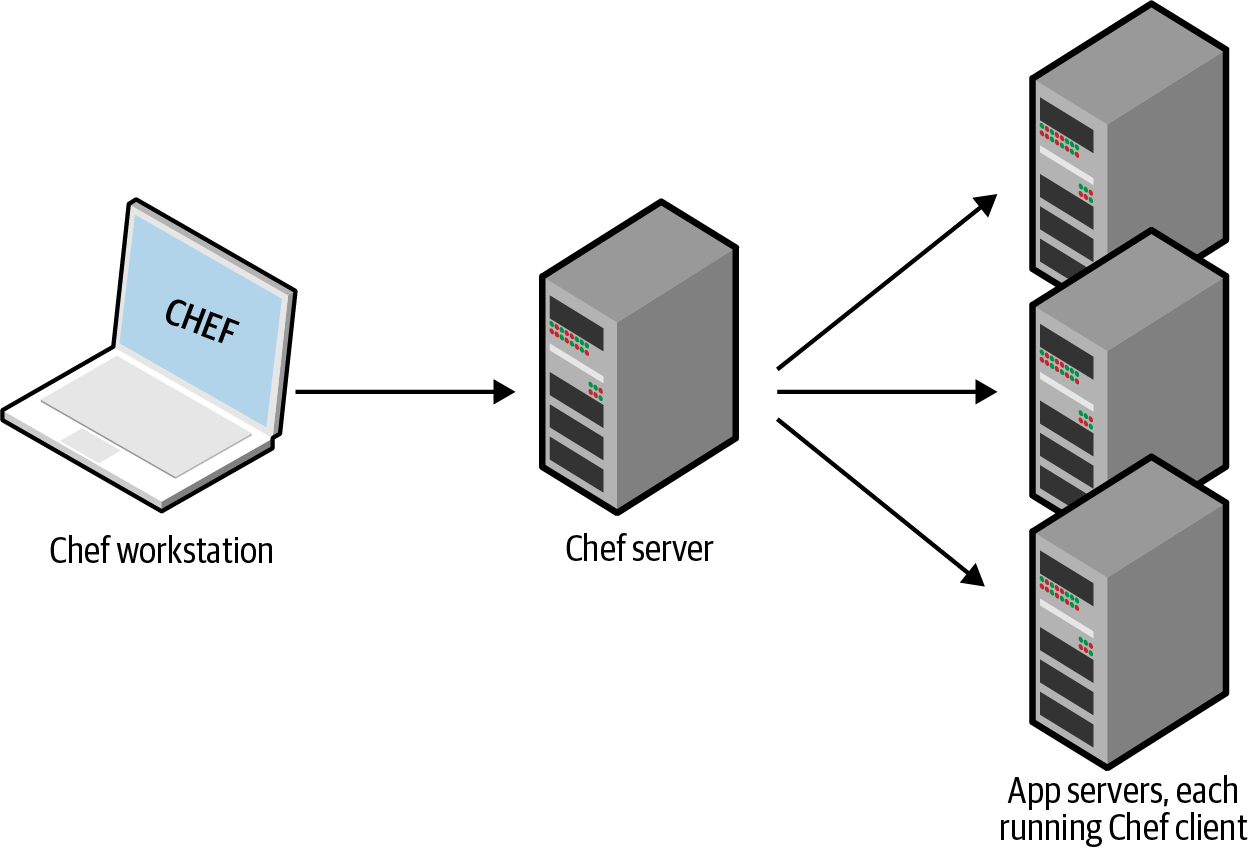 CHEF
Chef workstation
Chef server
App servers, each
running Chef client